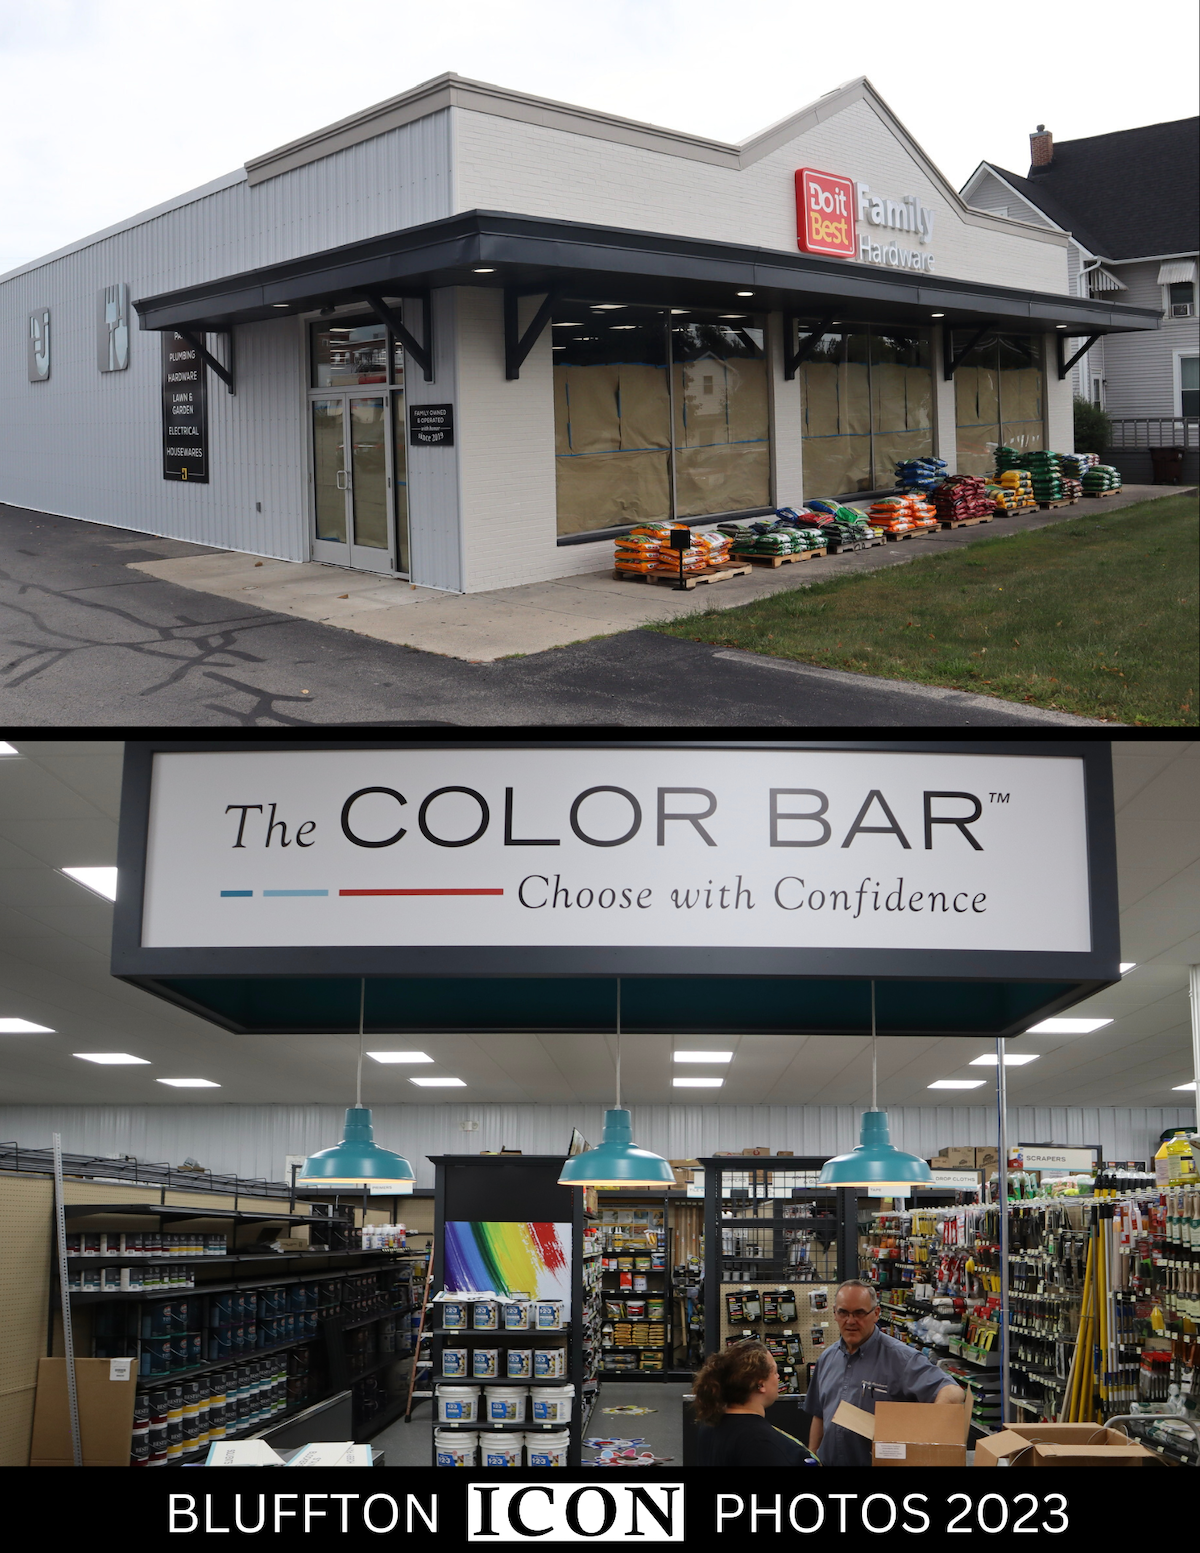 Do it
Best
Family
Hardware
PLUMBING
HARDWARE
LAWN &
GARDEN
ELECTRICAL
HOUSEWARES
FAMILY OWNED
& OPERATED
since 2019
The COLOR BAR™
Choose with Confidence
SCRAPERS
DROP CLOTHS
TAPE
BLUFFTON ICON PHOTOS 2023